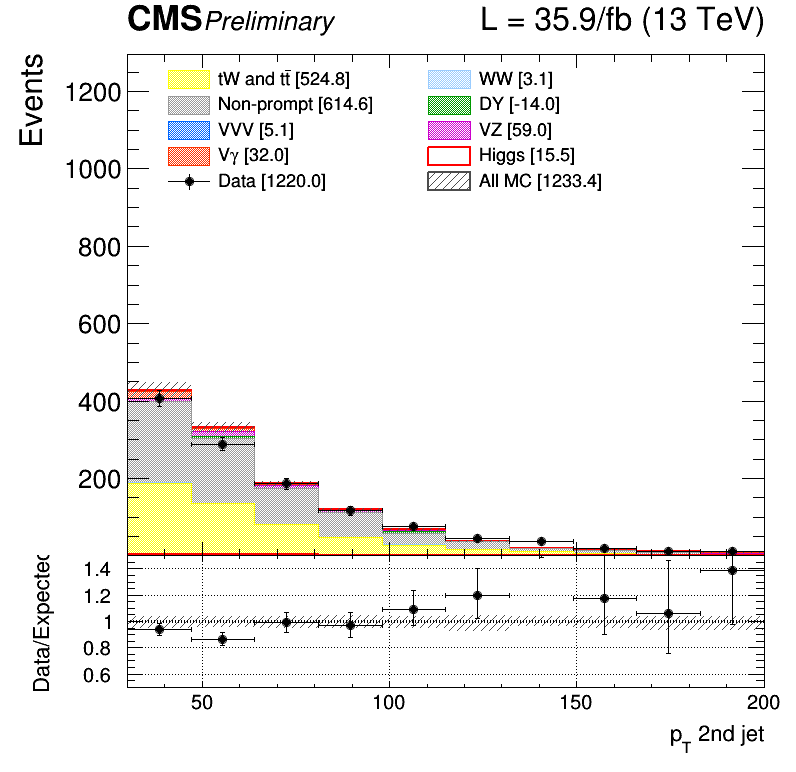 CMS Preliminary L = 35.9/fb (13 TeV)
Events
1200
1000
800
600
400
200
tW and tt̄ [524.8]
Non-prompt [614.6]
VVV [5.1]
Vγ [32.0]
Data [1220.0]
WW [3.1]
DY [-14.0]
VZ [59.0]
Higgs [15.5]
All MC [1233.4]
Data/Expected
1.4
1.2
1
0.8
0.6
50 100 150 200
pT 2nd jet